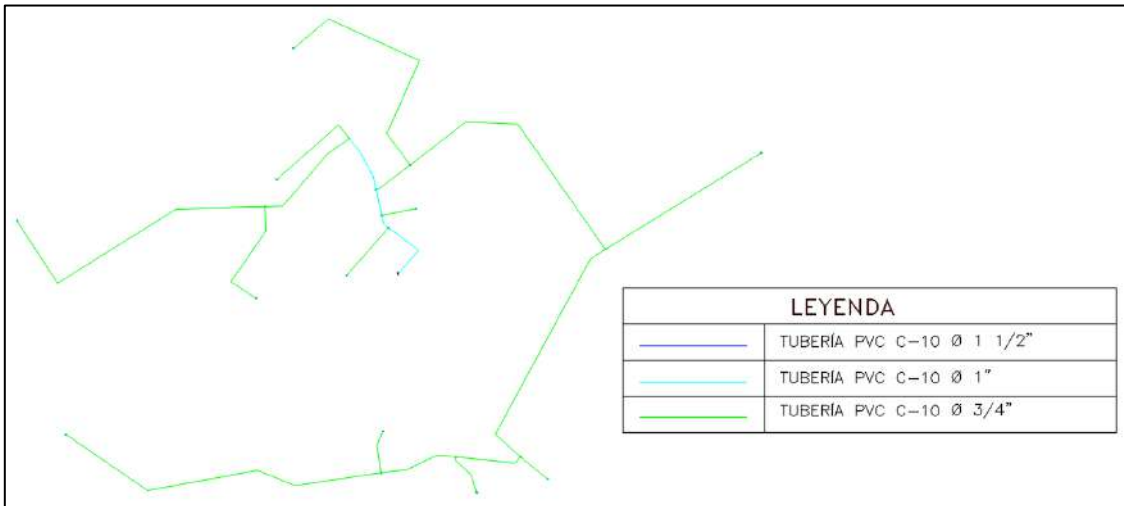 LEYENDA
TUBERÍA PVC C-10 Ø 1 1/2"
TUBERÍA PVC C-10 Ø 1"
TUBERÍA PVC C-10 Ø 3/4"